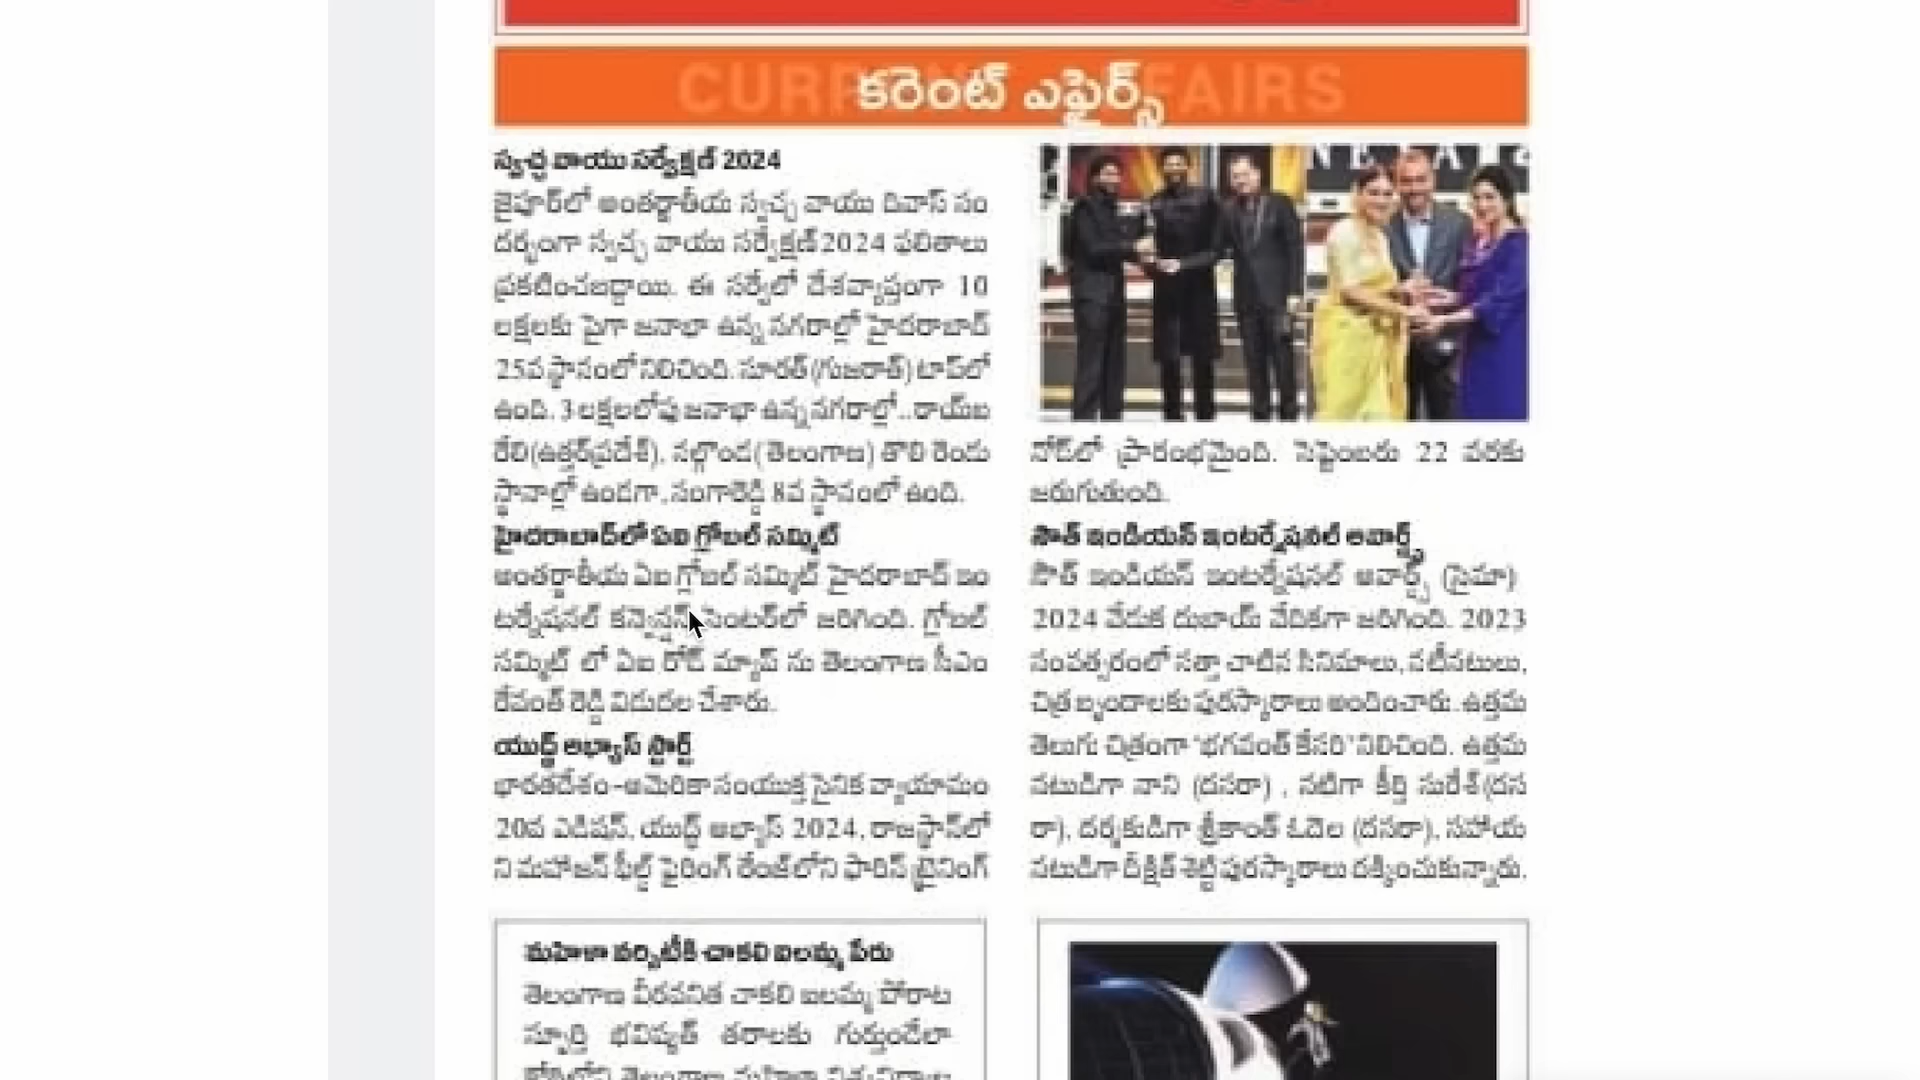 CURRENT AFFAIRS
కరెంట్ ఎఫైర్స్
స్వచ్ఛ వాయు సర్వేక్షణ్ 2024
జైపూర్‌లో అంతర్జాతీయ స్వచ్ఛ వాయు దివాస్ సం
దర్భంగా స్వచ్ఛ వాయు సర్వేక్షణ్ 2024 ఫలితాలు
ప్రకటించబడ్డాయి. ఈ సర్వేలో దేశవ్యాప్తంగా 10
లక్షలకు పైగా జనాభా ఉన్న నగరాల్లో హైదరాబాద్
25వ స్థానంలో నిలిచింది. సూరత్ (గుజరాత్) టాప్‌లో
ఉంది. 3 లక్షలలోపు జనాభా ఉన్న నగరాల్లో.. రాయ్‌బ
రేలి(ఉత్తర్‌ప్రదేశ్), నల్గొండ( తెలంగాణ) తొలి రెండు
స్థానాల్లో ఉండగా, సంగారెడ్డి 8వ స్థానంలో ఉంది.
హైదరాబాద్‌లో ఏఐ గ్లోబల్ సమ్మిట్
అంతర్జాతీయ ఏఐ గ్లోబల్ సమ్మిట్ హైదరాబాద్ ఇం
టర్నేషనల్ కన్వెన్షన్ సెంటర్‌లో జరిగింది. గ్లోబల్
సమ్మిట్ లో ఏఐ రోడ్ మ్యాప్ ను తెలంగాణ సీఎం
రేవంత్ రెడ్డి విడుదల చేశారు.
యుద్ధ్ అభ్యాస్ స్టార్ట్
భారతదేశం -అమెరికా సంయుక్త సైనిక వ్యాయామం
20వ ఎడిషన్, యుద్ధ్ అభ్యాస్ 2024, రాజస్థాన్‌లో
ని మహాజన్ ఫీల్డ్ ఫైరింగ్ రేంజ్‌లోని ఫారిన్ ట్రైనింగ్
నోడ్‌లో ప్రారంభమైంది. సెప్టెంబరు 22 వరకు
జరుగుతుంది.
సౌత్ ఇండియన్ ఇంటర్నేషనల్ అవార్డ్స్
సౌత్ ఇండియన్ ఇంటర్నేషనల్ అవార్డ్స్ (సైమా)
2024 వేడుక దుబాయ్ వేదికగా జరిగింది. 2023
సంవత్సరంలో సత్తా చాటిన సినిమాలు, నటీనటులు,
చిత్ర బృందాలకు పురస్కారాలు అందించారు. ఉత్తమ
తెలుగు చిత్రంగా 'భగవంత్ కేసరి' నిలిచింది. ఉత్తమ
నటుడిగా నాని (దసరా) , నటిగా కీర్తి సురేశ్ (దస
రా), దర్శకుడిగా శ్రీకాంత్ ఓదెల (దసరా), సహాయ
నటుడిగా దీక్షిత్ శెట్టి పురస్కారాలు దక్కించుకున్నారు.
మహిళా వర్సిటీకి చాకలి ఐలమ్మ పేరు
తెలంగాణ వీరవనిత చాకలి ఐలమ్మ పోరాట
స్ఫూర్తి భవిష్యత్ తరాలకు గుర్తుండేలా
కోఠిలోని తెలంగాణ మహిళా విశ్వవిద్యాల